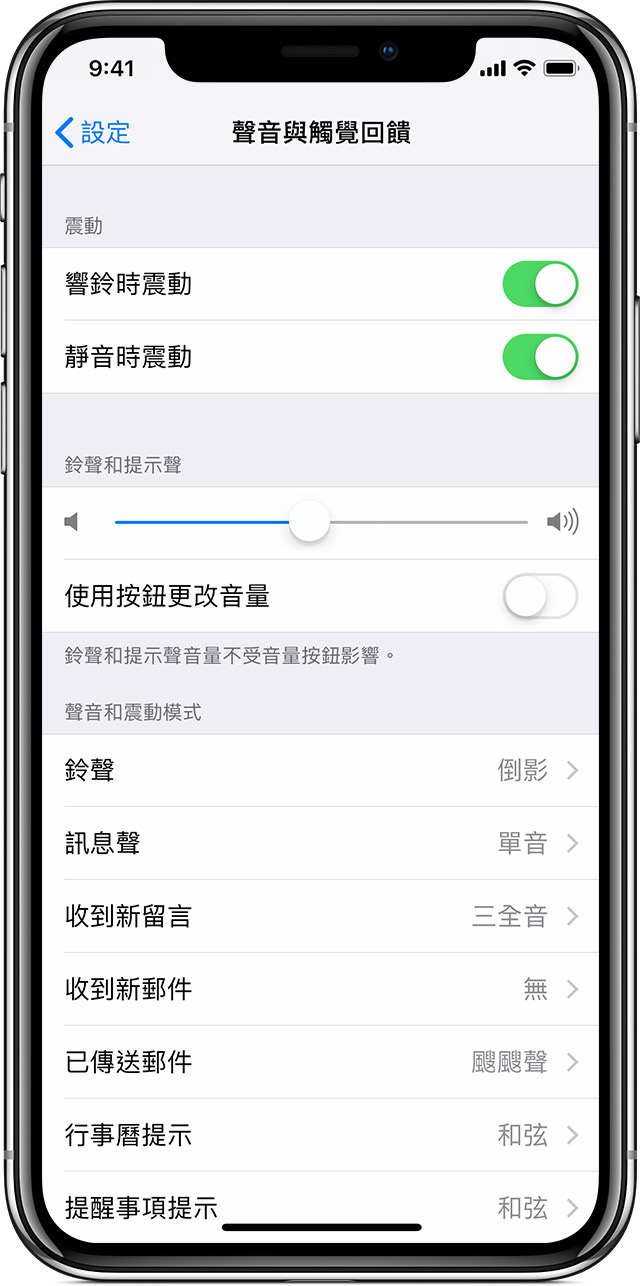 9:41
設定 聲音與觸覺回饋
震動
響鈴時震動
靜音時震動
鈴聲和提示聲
使用按鈕更改音量
鈴聲和提示聲音量不受音量按鈕影響。
聲音和震動模式
鈴聲 倒影
訊息聲 單音
收到新留言 三全音
收到新郵件 無
已傳送郵件 颼颼聲
行事曆提示 和弦
提醒事項提示 和弦